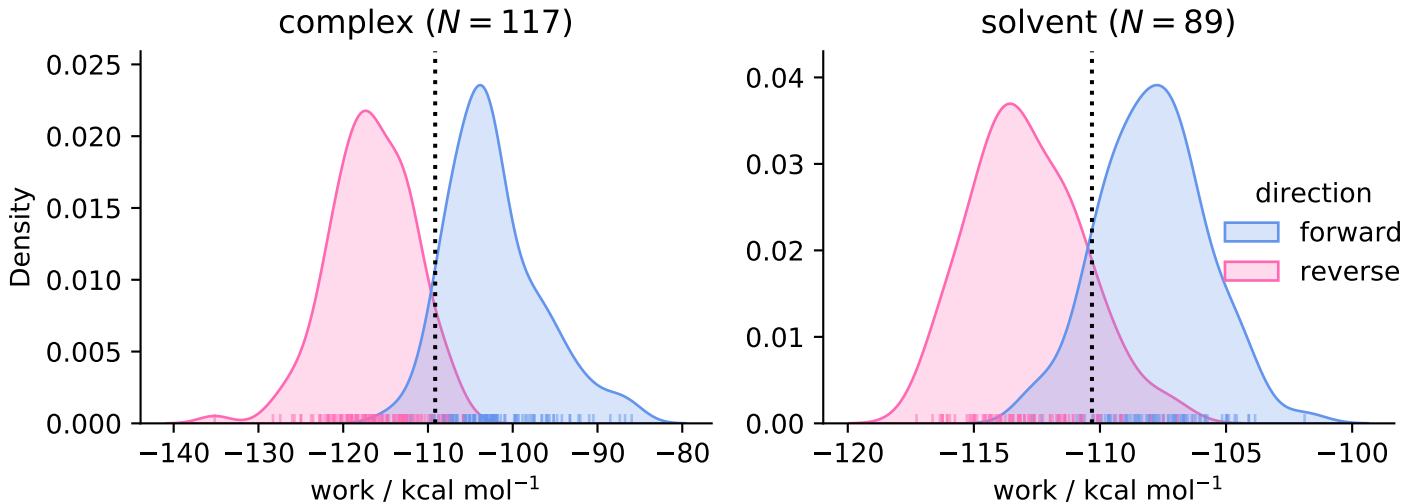 complex (N = 117)
0.025
0.020
0.015
0.010
0.005
0.000
Density
−140
−130
−120
−110
−100
−90
−80
work / kcal mol⁻¹
solvent (N = 89)
0.04
0.03
0.02
0.01
0.00
−120
−115
−110
−105
−100
work / kcal mol⁻¹
direction
forward
reverse